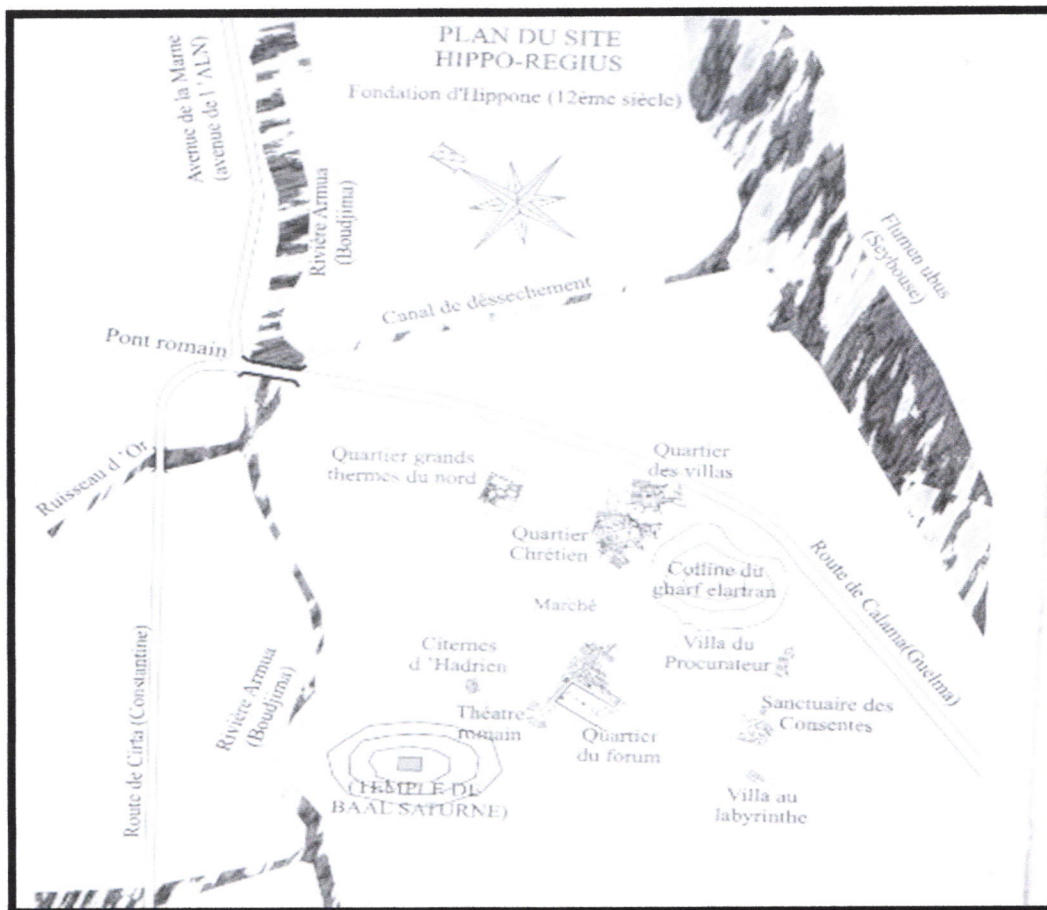 PLAN DU SITE
HIPPO-REGIUS
Fondation d'Hippone (12ème siècle)
Avenue de la Marne
(avenue de l 'ALN)
Rivière Armua
(Boudjima)
Flumen ubus
(Seybouse)
Canal de déssechement
Pont romain
Ruisseau d 'Or
Quartier grands
thermes du nord
Quartier
des villas
Quartier
Chrétien
Colline du
gharf elartran
Route de Calama(Guelma)
Marché
Citernes
d 'Hadrien
Villa du
Procurateur
Rivière Armua
(Boudjima)
Route de Cirta (Constantine)
Théatre
romain
Quartier
du forum
Sanctuaire des
Consentes
(TEMPLE DE
BAAL SATURNE)
Villa au
labyrinthe